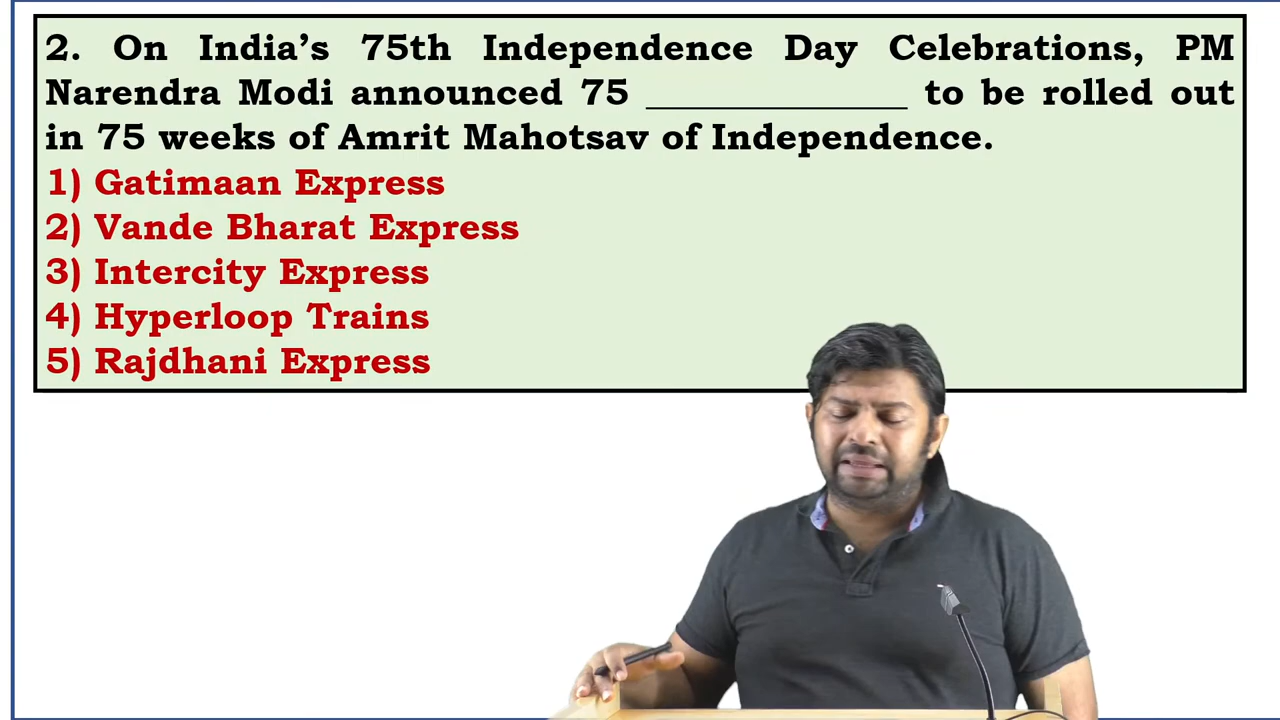 2. On India’s 75th Independence Day Celebrations, PM
Narendra Modi announced 75 ______________ to be rolled out
in 75 weeks of Amrit Mahotsav of Independence.
1) Gatimaan Express
2) Vande Bharat Express
3) Intercity Express
4) Hyperloop Trains
5) Rajdhani Express